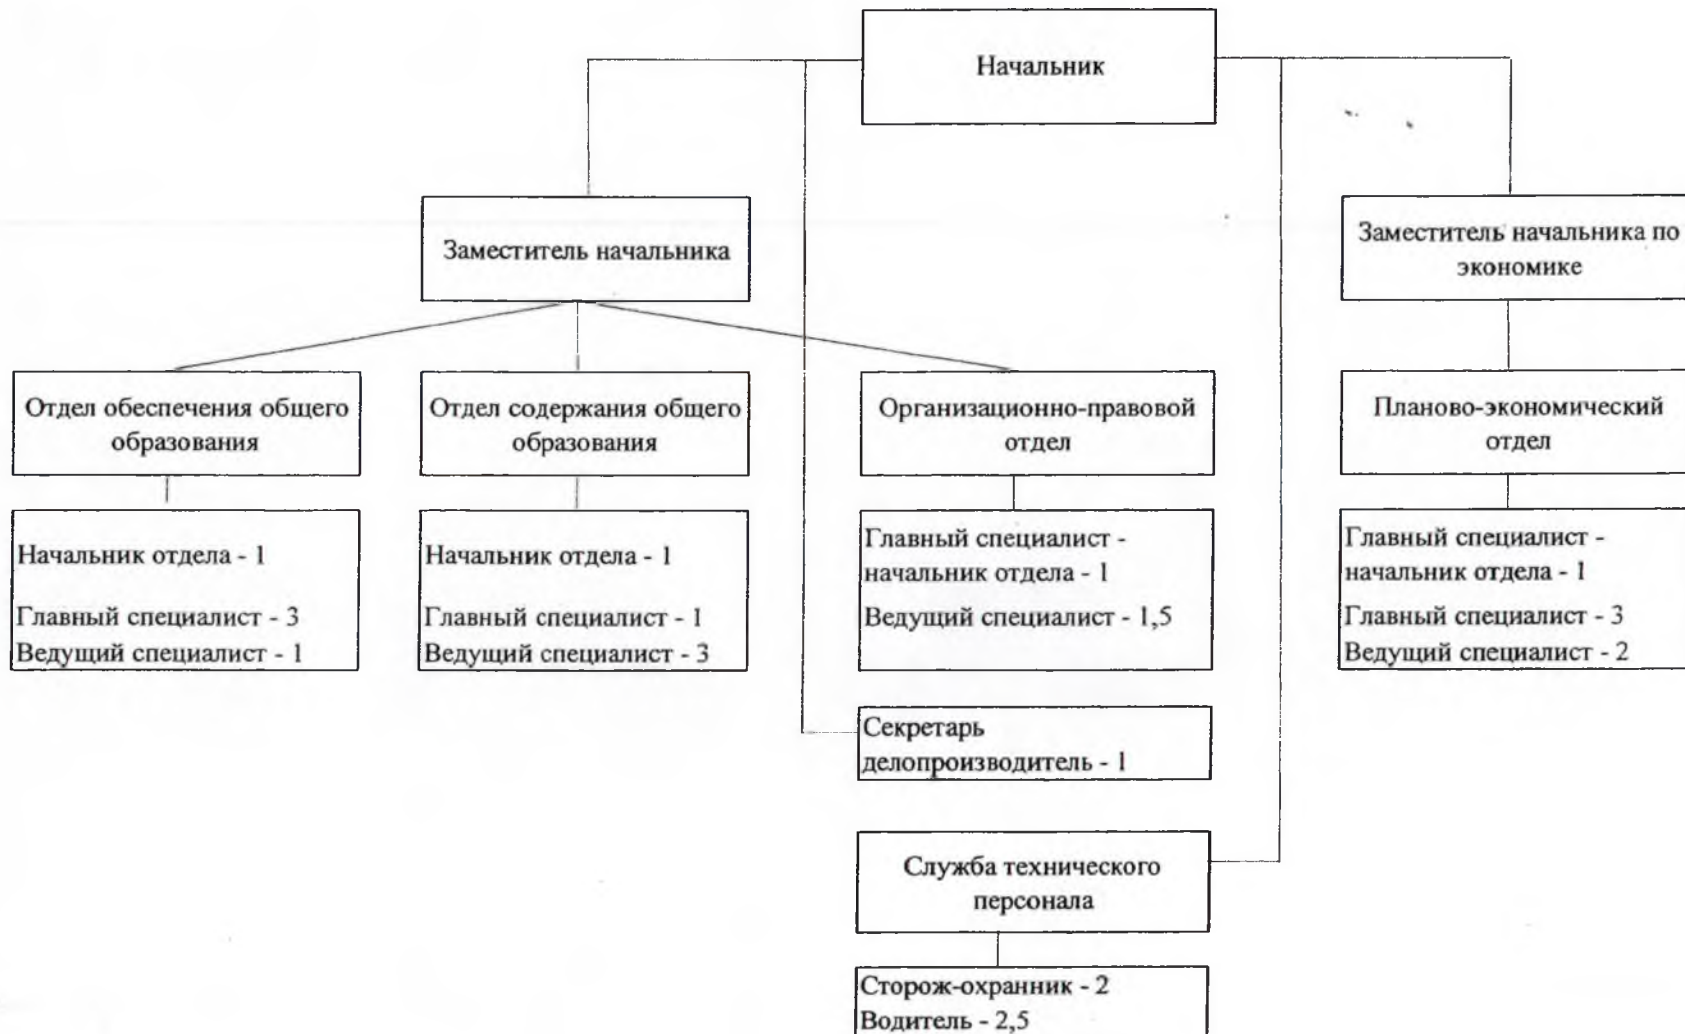 Начальник
Заместитель начальника
Заместитель начальника по
экономике
Отдел обеспечения общего
образования
Отдел содержания общего
образования
Организационно-правовой
отдел
Планово-экономический
отдел
Начальник отдела - 1
Главный специалист - 3
Ведущий специалист - 1
Начальник отдела - 1
Главный специалист - 1
Ведущий специалист - 3
Главный специалист -
начальник отдела - 1
Ведущий специалист - 1,5
Главный специалист -
начальник отдела - 1
Главный специалист - 3
Ведущий специалист - 2
Секретарь
делопроизводитель - 1
Служба технического
персонала
Сторож-охранник - 2
Водитель - 2,5